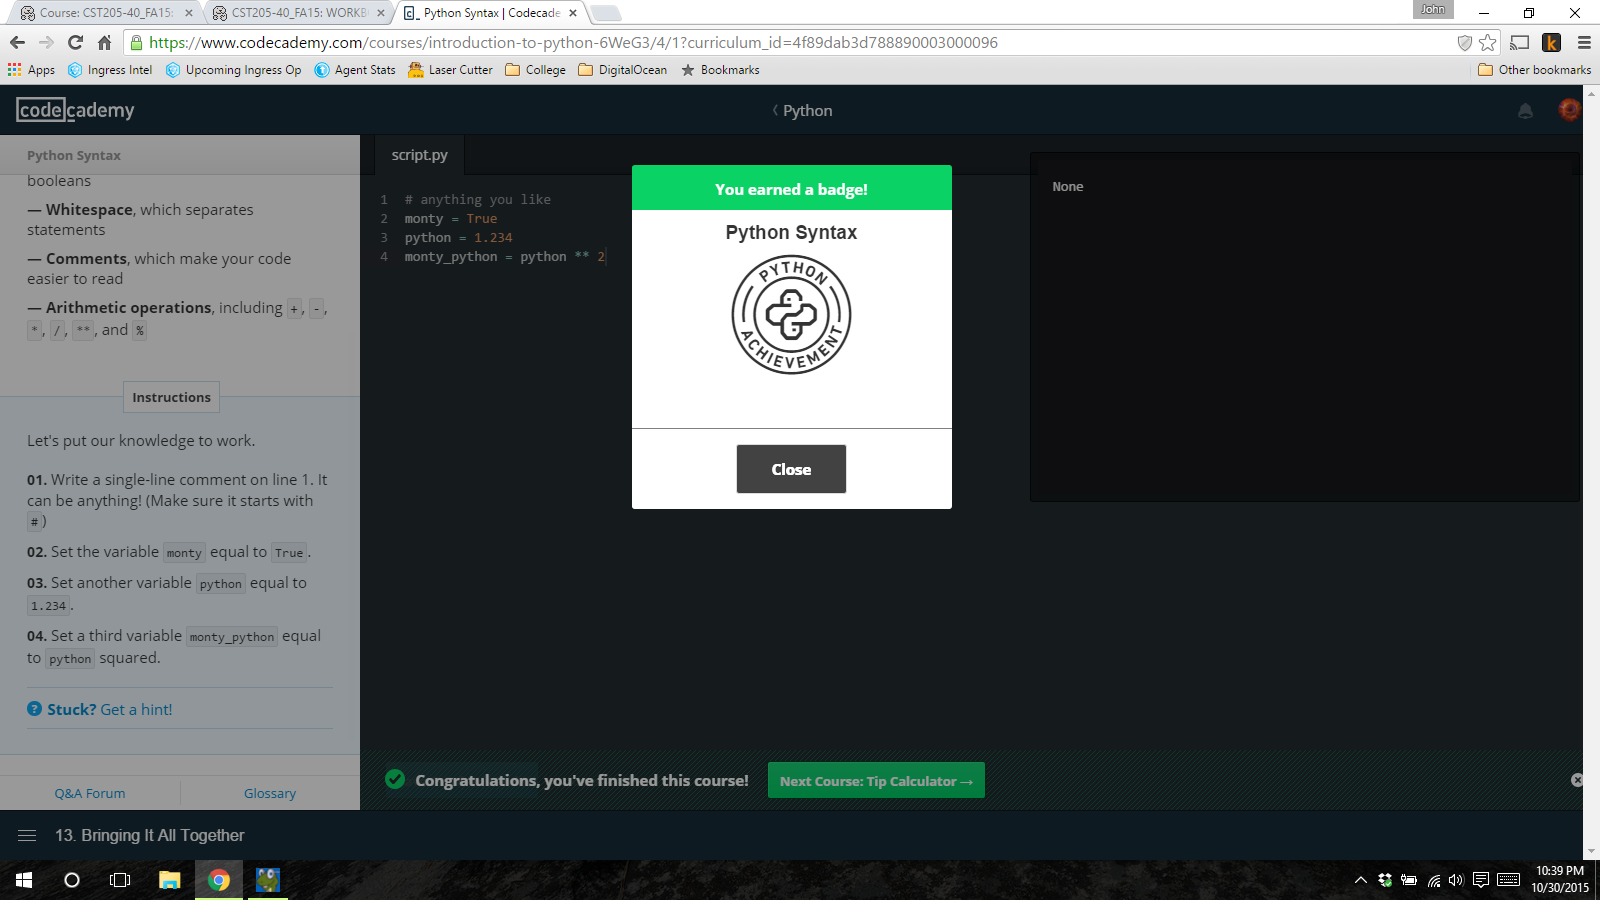 Course: CST205-40_FA15:
CST205-40_FA15: WORKB
Python Syntax | Codecade
John
https://www.codecademy.com/courses/introduction-to-python-6WeG3/4/1?curriculum_id=4f89dab3d788890003000096
Apps
Ingress Intel
Upcoming Ingress Op
Agent Stats
Laser Cutter
College
DigitalOcean
Bookmarks
Other bookmarks
codecademy
Python
Python Syntax
booleans
— Whitespace, which separates
statements
— Comments, which make your code
easier to read
— Arithmetic operations, including +, -,
*, /, **, and %
Instructions
Let's put our knowledge to work.
01. Write a single-line comment on line 1. It
can be anything! (Make sure it starts with
#)
02. Set the variable monty equal to True.
03. Set another variable python equal to
1.234.
04. Set a third variable monty_python equal
to python squared.
? Stuck? Get a hint!
Q&A Forum
Glossary
script.py
1 # anything you like
2 monty = True
3 python = 1.234
4 monty_python = python ** 2
You earned a badge!
Python Syntax
PYTHON
ACHIEVEMENT
Close
None
Congratulations, you've finished this course!
Next Course: Tip Calculator →
13. Bringing It All Together
10:39 PM
10/30/2015